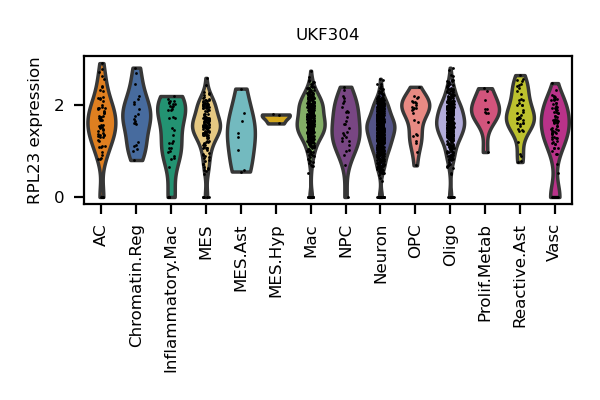 UKF304
RPL23 expression
2
0
AC
Chromatin.Reg
Inflammatory.Mac
MES
MES.Ast
MES.Hyp
Mac
NPC
Neuron
OPC
Oligo
Prolif.Metab
Reactive.Ast
Vasc